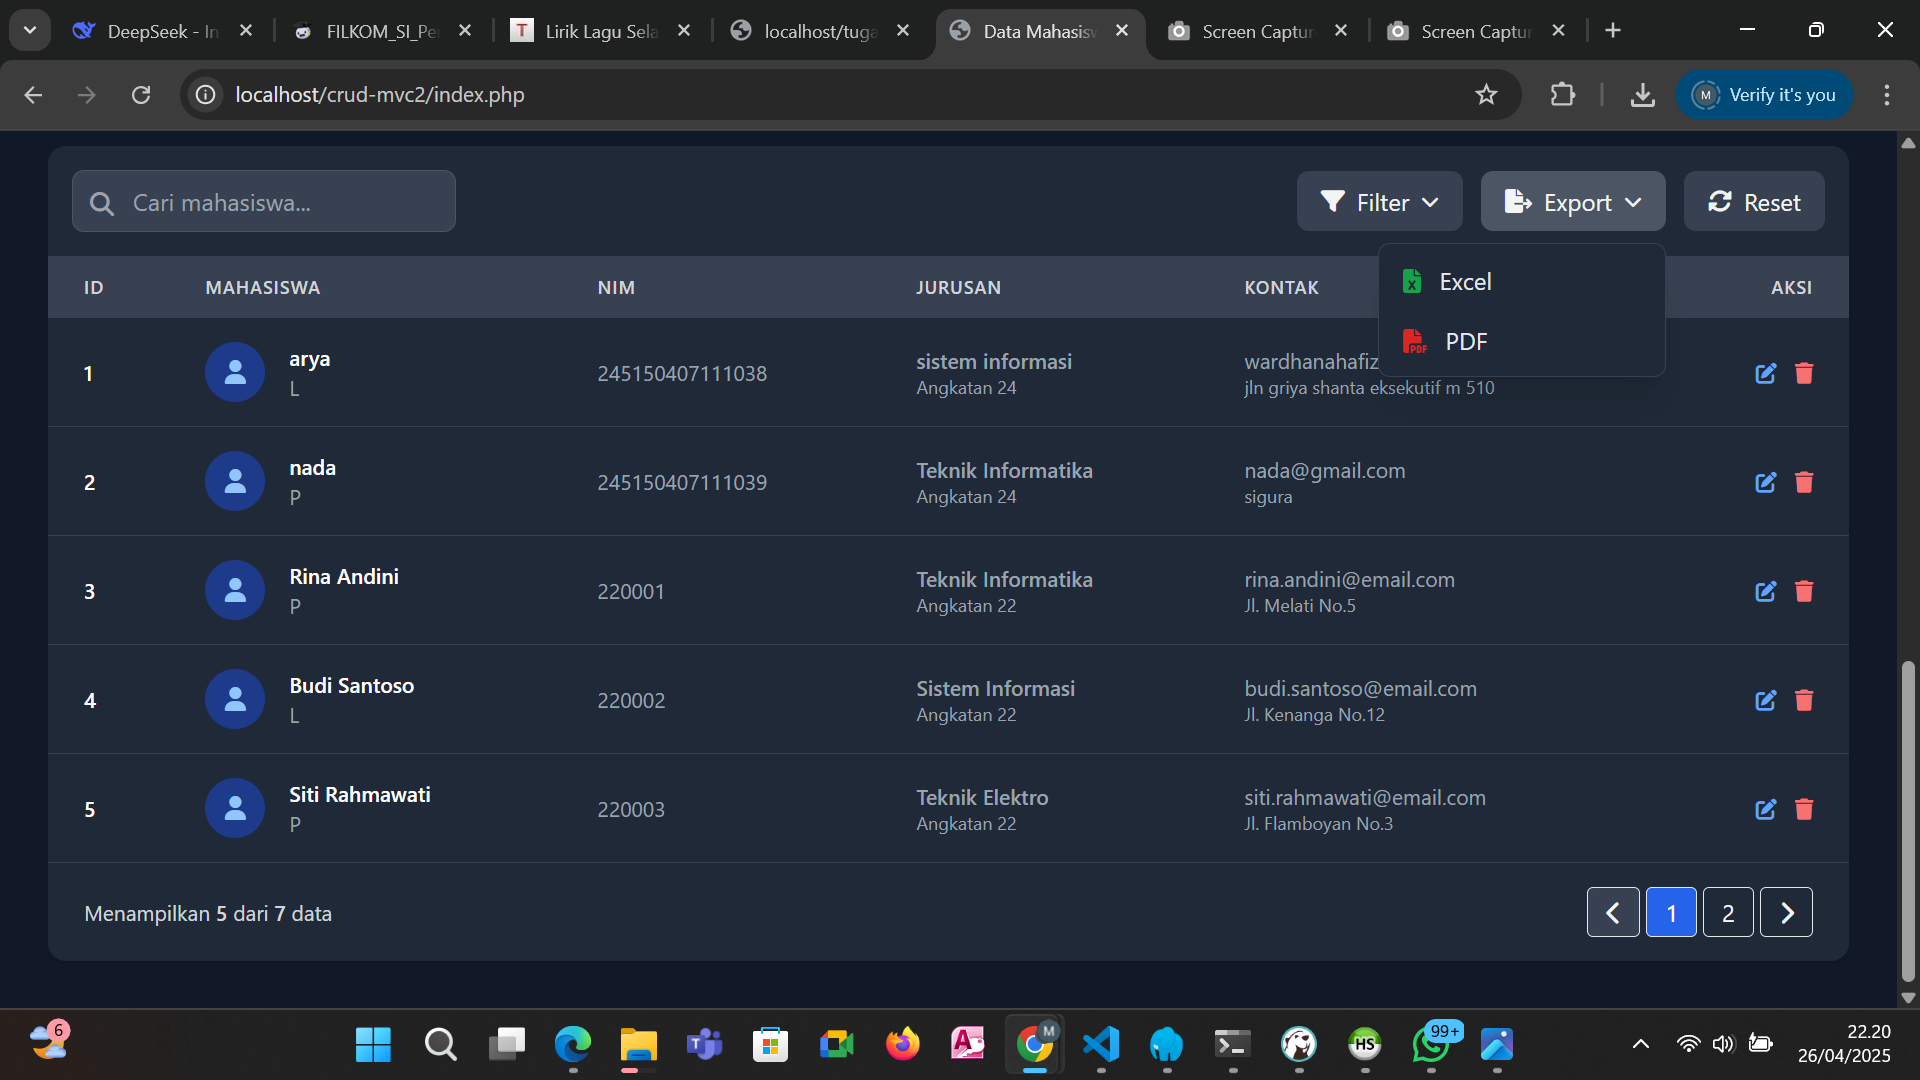 DeepSeek - In
FILKOM_SI_Pe
T
Lirik Lagu Sela
localhost/tuga
Data Mahasisw
Screen Captur
Screen Captur
localhost/crud-mvc2/index.php
M
Verify it's you
Cari mahasiswa...
Filter
Export
Reset
Excel
PDF
ID
MAHASISWA
NIM
JURUSAN
KONTAK
AKSI
1
arya
L
245150407111038
sistem informasi
Angkatan 24
wardhanahafiz
jln griya shanta eksekutif m 510
2
nada
P
245150407111039
Teknik Informatika
Angkatan 24
nada@gmail.com
sigura
3
Rina Andini
P
220001
Teknik Informatika
Angkatan 22
rina.andini@email.com
Jl. Melati No.5
4
Budi Santoso
L
220002
Sistem Informasi
Angkatan 22
budi.santoso@email.com
Jl. Kenanga No.12
5
Siti Rahmawati
P
220003
Teknik Elektro
Angkatan 22
siti.rahmawati@email.com
Jl. Flamboyan No.3
Menampilkan 5 dari 7 data
1
2
6
M
HS
99+
22.20
26/04/2025